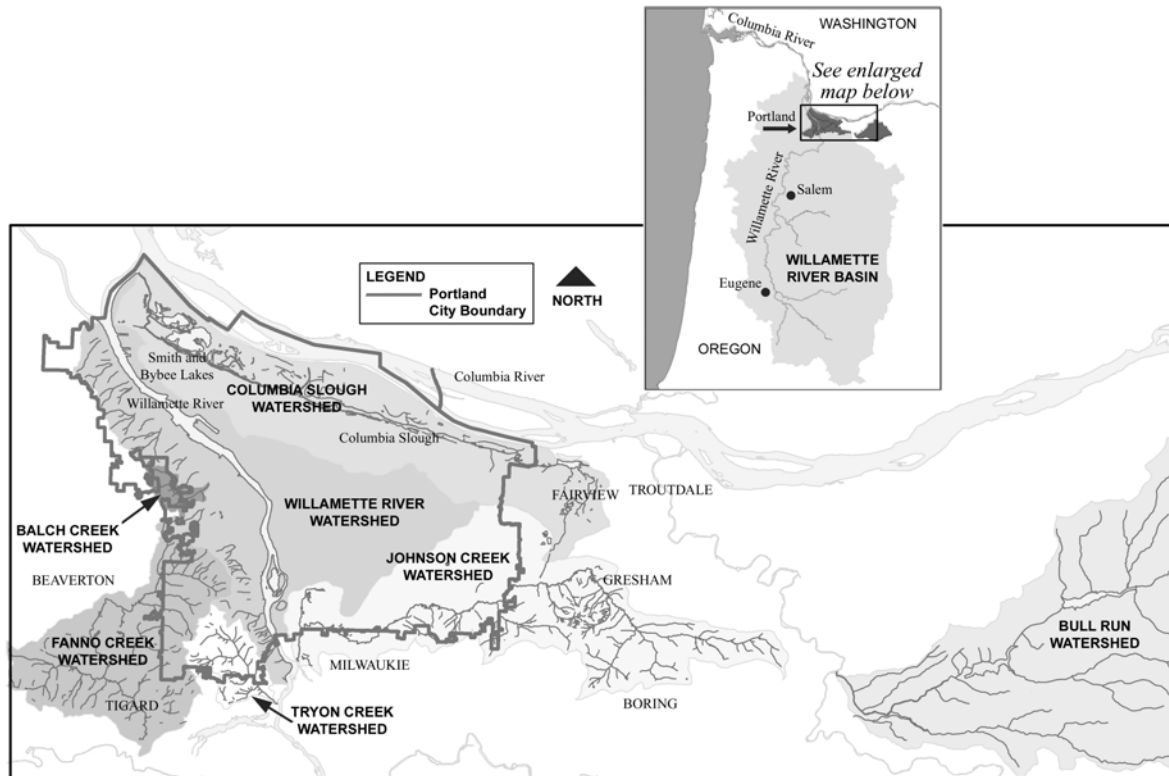 Columbia River
WASHINGTON
See enlarged
map below
Portland
Willamette River
Salem
WILLAMETTE
RIVER BASIN
Eugene
OREGON
LEGEND
Portland
City Boundary
NORTH
Smith and
Bybee Lakes
Columbia River
COLUMBIA SLOUGH
WATERSHED
Willamette River
Columbia Slough
WILLAMETTE RIVER
WATERSHED
FAIRVIEW
TROUTDALE
BALCH CREEK
WATERSHED
JOHNSON CREEK
WATERSHED
BEAVERTON
GRESHAM
BULL RUN
WATERSHED
FANNO CREEK
WATERSHED
MILWAUKIE
TIGARD
BORING
TRYON CREEK
WATERSHED